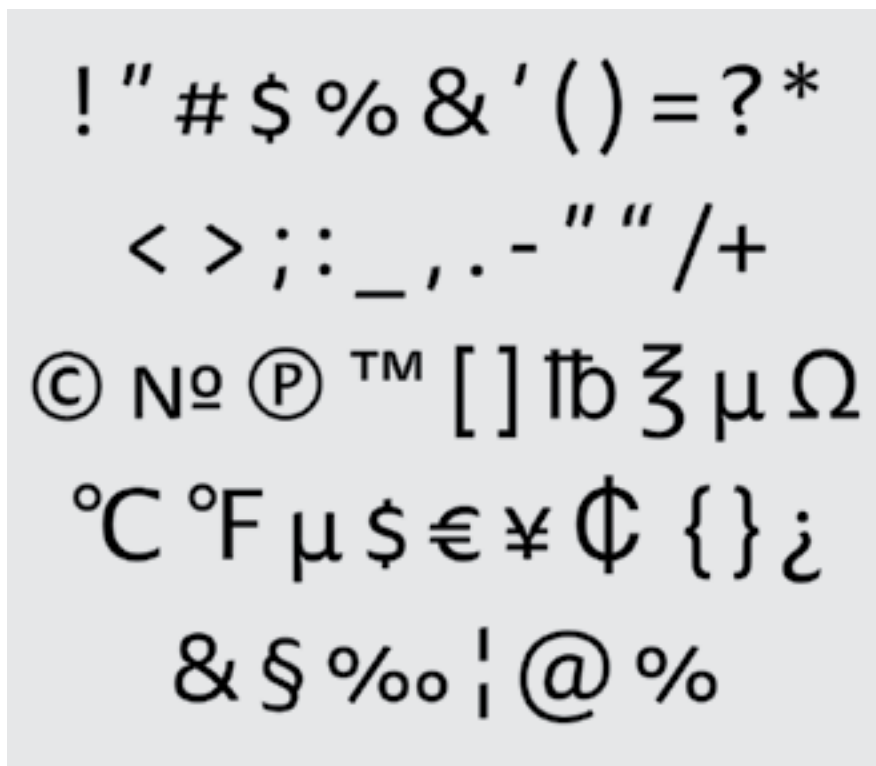 ! ″ # $ % & ′ ( ) = ? *
< > ; : _ , . - ″ “ / +
© № ℗ ™ [ ] ℔ ℥ µ Ω
℃ ℉ µ $ € ¥ ₵ { } ¿
& § ‰ ¦ @ %